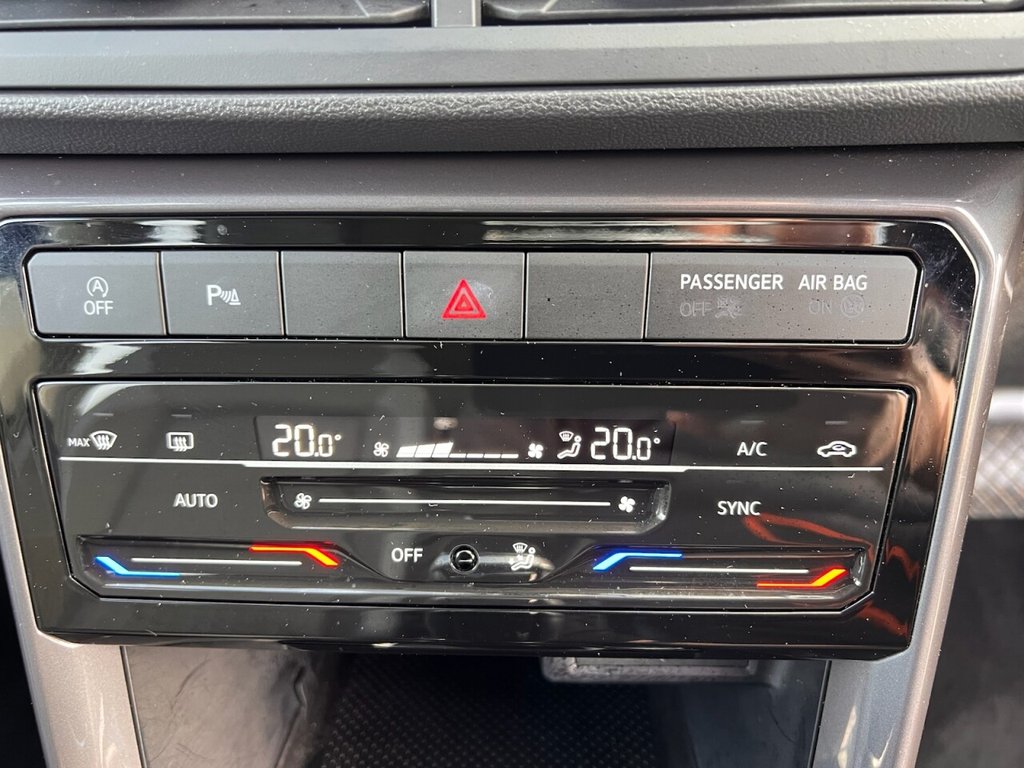 A
OFF
P
PASSENGER AIR BAG
OFF ON
MAX 20.0° 20.0° A/C
AUTO SYNC
OFF